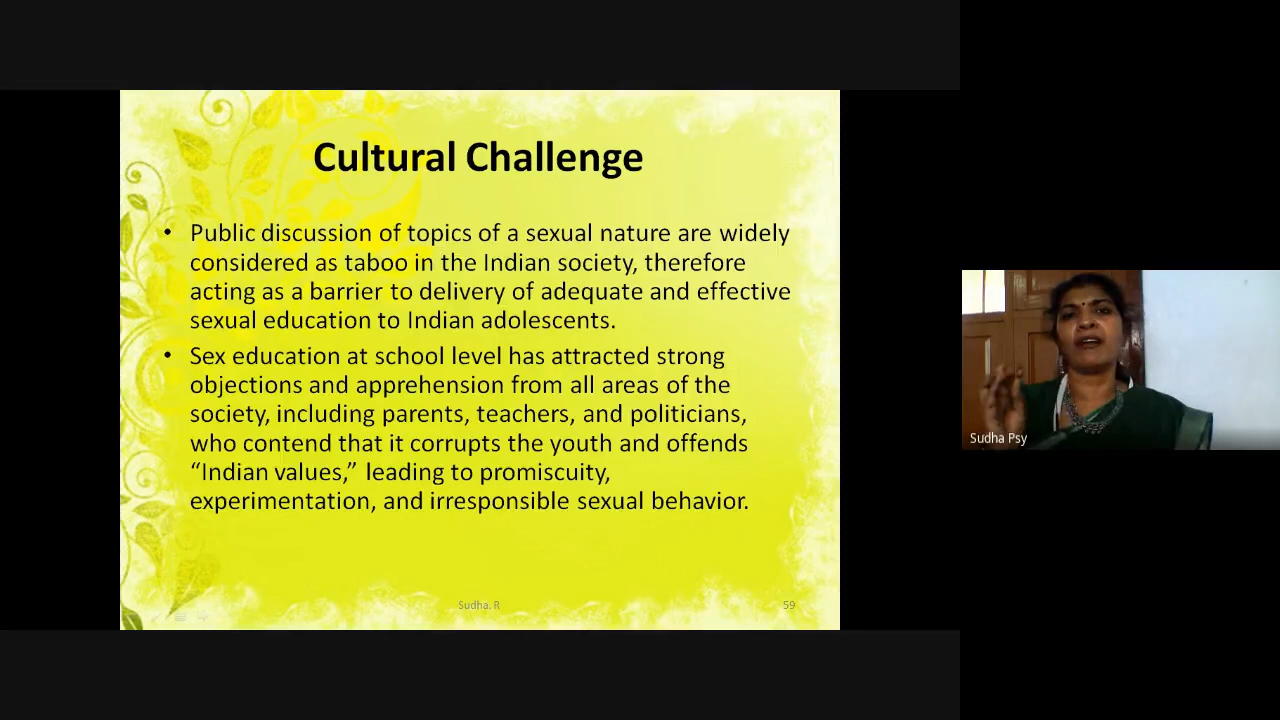 Cultural Challenge
• Public discussion of topics of a sexual nature are widely
considered as taboo in the Indian society, therefore
acting as a barrier to delivery of adequate and effective
sexual education to Indian adolescents.
• Sex education at school level has attracted strong
objections and apprehension from all areas of the
society, including parents, teachers, and politicians,
who contend that it corrupts the youth and offends
“Indian values,” leading to promiscuity,
experimentation, and irresponsible sexual behavior.
Sudha. R
59
Sudha Psy